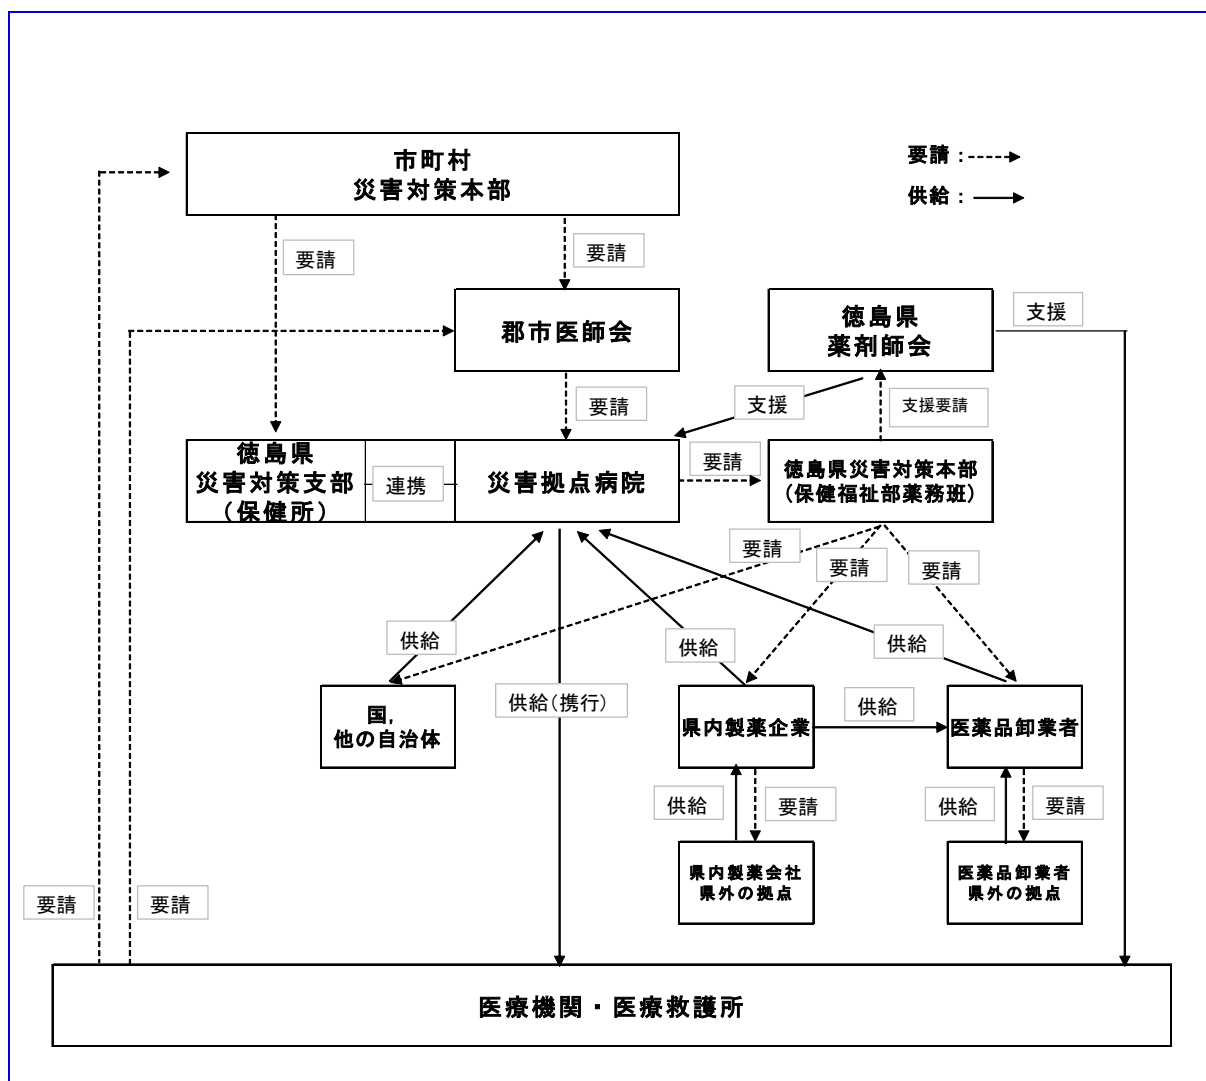 市町村
災害対策本部
要請：
供給：
要請
要請
郡市医師会
徳島県
薬剤師会
支援
要請
支援
支援要請
徳島県
災害対策支部
（保健所）
連携
災害拠点病院
要請
徳島県災害対策本部
（保健福祉部薬務班）
要請
要請
要請
供給
供給
供給
国，
他の自治体
供給（携行）
県内製薬企業
供給
医薬品卸業者
供給
要請
供給
要請
県内製薬会社
県外の拠点
医薬品卸業者
県外の拠点
要請
要請
医療機関・医療救護所